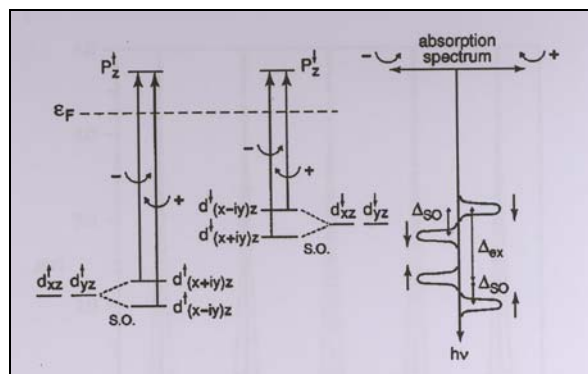 P↑z
P↓z
absorption
spectrum
- +
εF
- +
- +
d↓(x-iy)z
d↓(x+iy)z
s.o.
d↓xz d↓yz
ΔSO
Δex
ΔSO
d↑xz d↑yz
d↑(x+iy)z
d↑(x-iy)z
s.o.
hν